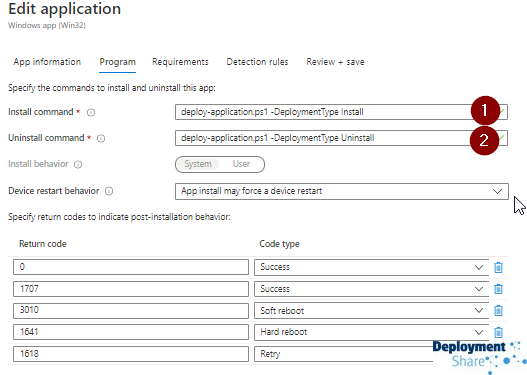 Edit application
Windows app (Win32)
App information Program Requirements Detection rules Review + save
Specify the commands to install and uninstall this app:
Install command * deploy-application.ps1 -DeploymentType Install 1
Uninstall command * deploy-application.ps1 -DeploymentType Uninstall 2
Install behavior System User
Device restart behavior App install may force a device restart
Specify return codes to indicate post-installation behavior:
Return code Code type
0 Success
1707 Success
3010 Soft reboot
1641 Hard reboot
1618 Retry
Deployment
Share